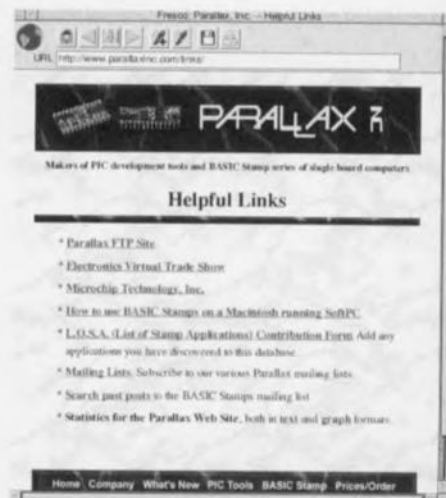 Fresco: Parallax, Inc. - Helpful Links
URL http://www.parallaxinc.com/links/
PARALLAX
Makers of PIC development tools and BASIC Stamp series of single board computers
Helpful Links
* Parallax FTP Site
* Electronics Virtual Trade Show
* Microchip Technology, Inc.
* How to use BASIC Stamps on a Macintosh running SoftPC
* L.O.S.A. (List of Stamp Applications) Contribution Form Add any
applications you have discovered to this database.
* Mailing Lists. Subscribe to our various Parallax mailing lists.
* Search past posts to the BASIC Stamps mailing list
* Statistics for the Parallax Web Site, both in text and graph formats.
Home Company What's New PIC Tools BASIC Stamp Prices/Order